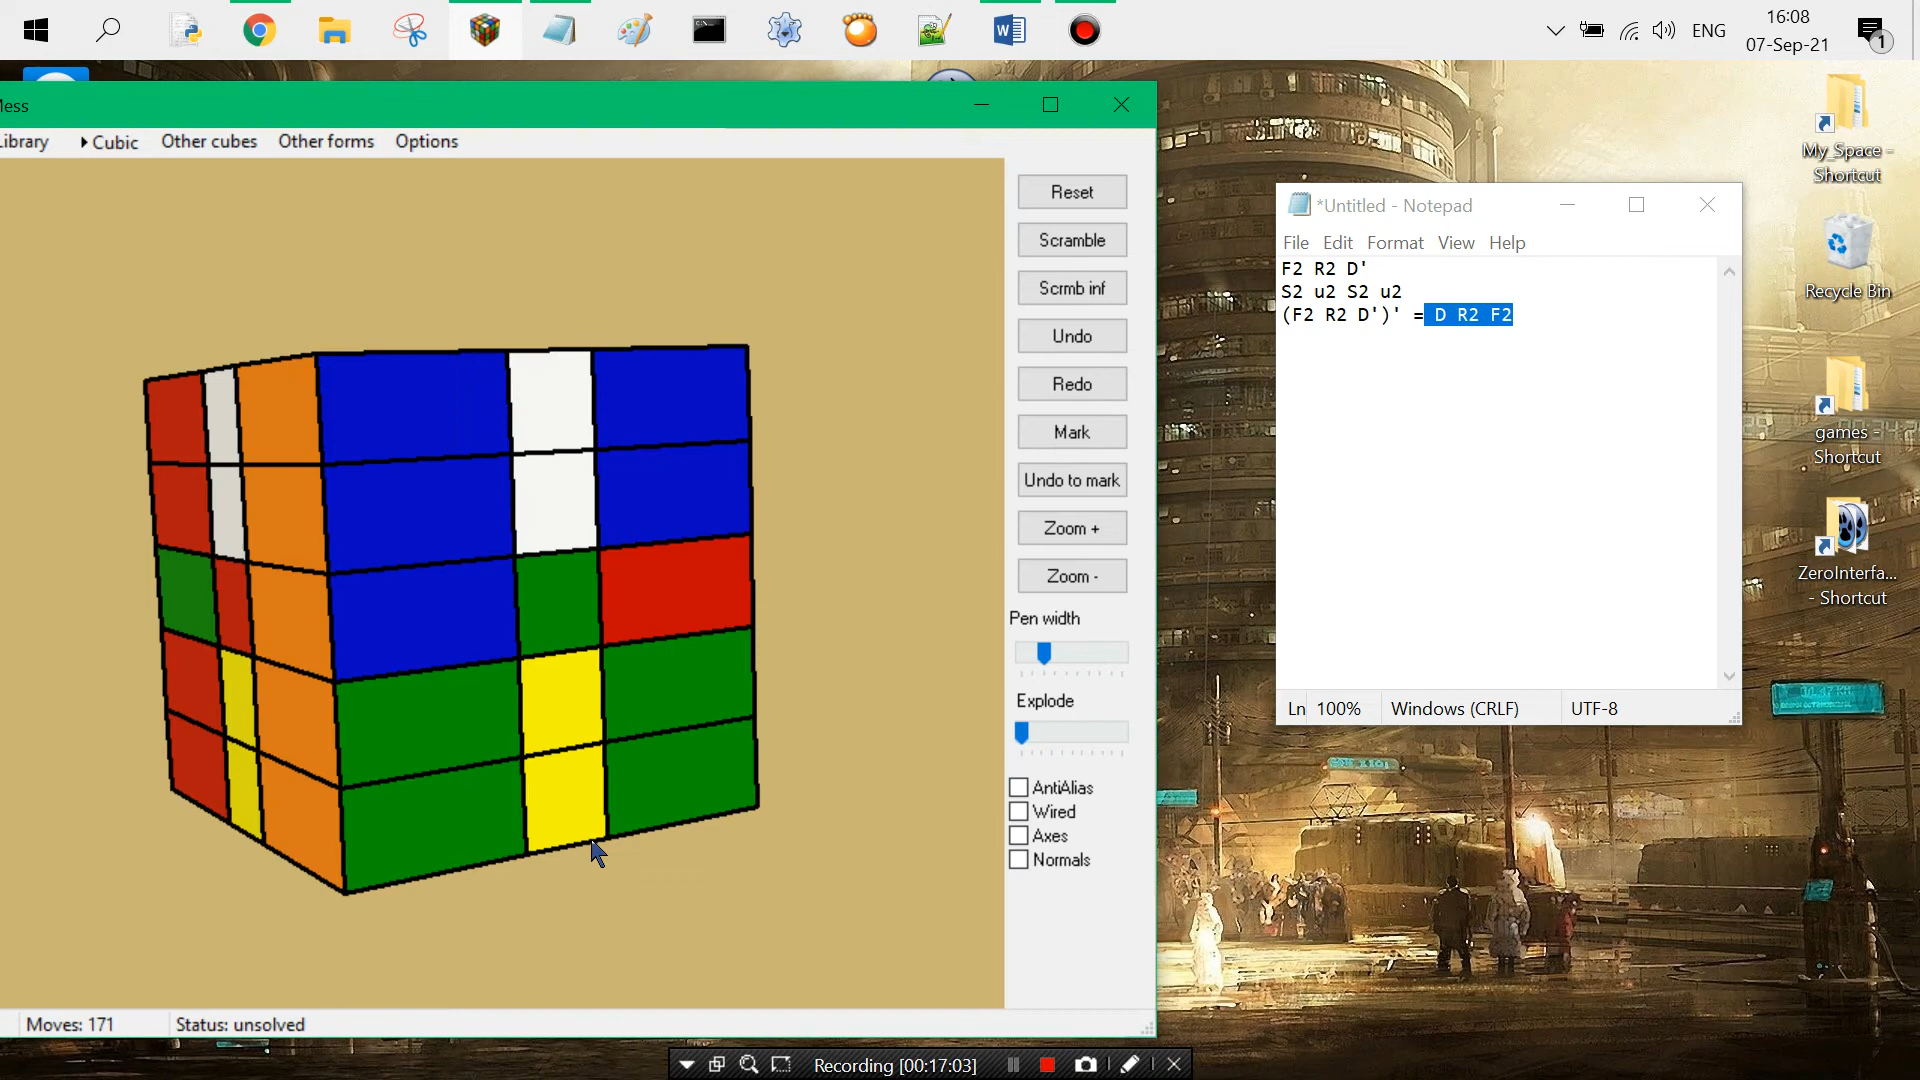 ENG
16:08
07-Sep-21
1
Library
Cubic
Other cubes
Other forms
Options
Reset
Scramble
Scrmb inf
Undo
Redo
Mark
Undo to mark
Zoom +
Zoom -
Pen width
Explode
AntiAlias
Wired
Axes
Normals
Moves: 171
Status: unsolved
*Untitled - Notepad
File Edit Format View Help
F2 R2 D'
S2 u2 S2 u2
(F2 R2 D')' = D R2 F2
Ln
100%
Windows (CRLF)
UTF-8
My_Space -
Shortcut
Recycle Bin
games -
Shortcut
ZeroInterfa...
- Shortcut
Recording [00:17:03]